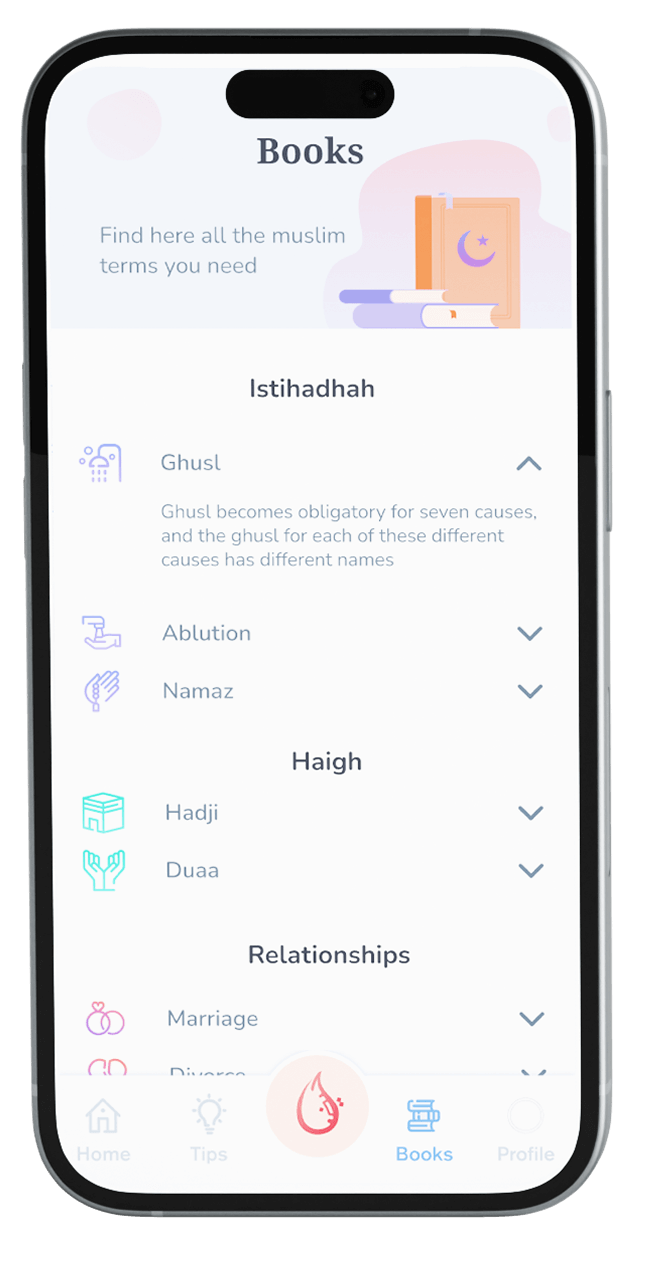 Books
Find here all the muslim
terms you need
Istihadhah
Ghusl
Ghusl becomes obligatory for seven causes,
and the ghusl for each of these different
causes has different names
Ablution
Namaz
Haigh
Hadji
Duaa
Relationships
Marriage
Divorce
Home
Tips
Books
Profile